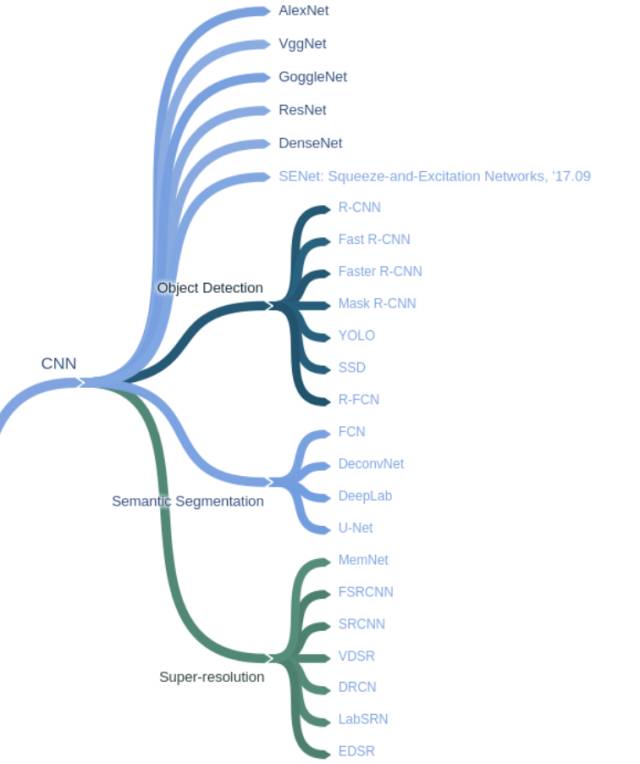 AlexNet
VggNet
GoggleNet
ResNet
DenseNet
SENet: Squeeze-and-Excitation Networks, '17.09
R-CNN
Fast R-CNN
Faster R-CNN
Object Detection
Mask R-CNN
YOLO
SSD
CNN
R-FCN
FCN
DeconvNet
Semantic Segmentation
DeepLab
U-Net
MemNet
FSRCNN
SRCNN
VDSR
Super-resolution
DRCN
LabSRN
EDSR